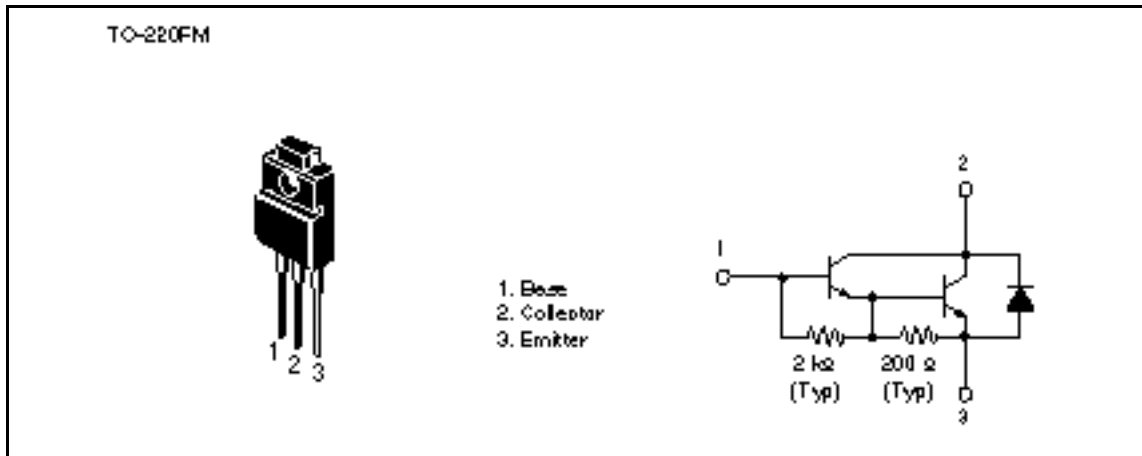 TO-220FM
1 2 3
1. Base
2. Collector
3. Emitter
2
1
2 kΩ
(Typ)
200 Ω
(Typ)
3